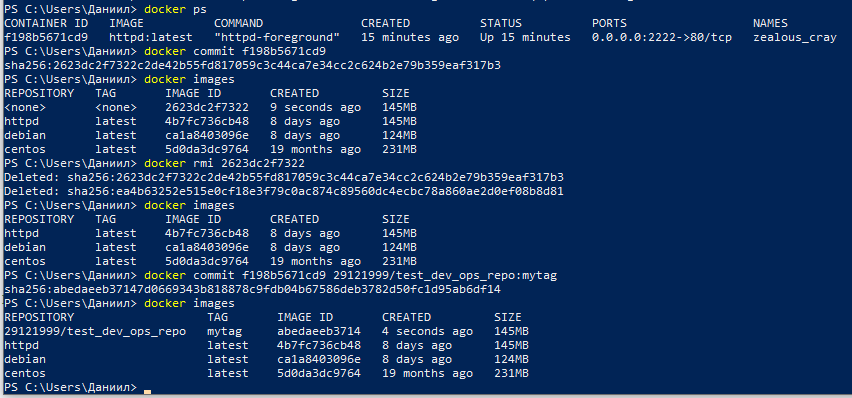 PS C:\Users\Даниил> docker ps
CONTAINER ID   IMAGE          COMMAND              CREATED          STATUS          PORTS                  NAMES
f198b5671cd9   httpd:latest   "httpd-foreground"   15 minutes ago   Up 15 minutes   0.0.0.0:2222->80/tcp   zealous_cray
PS C:\Users\Даниил> docker commit f198b5671cd9
sha256:2623dc2f7322c2de42b55fd817059c3c44ca7e34cc2c624b2e79b359eaf317b3
PS C:\Users\Даниил> docker images
REPOSITORY   TAG       IMAGE ID       CREATED         SIZE
<none>       <none>    2623dc2f7322   9 seconds ago   145MB
httpd        latest    4b7fc736cb48   8 days ago      145MB
debian       latest    ca1a8403096e   8 days ago      124MB
centos       latest    5d0da3dc9764   19 months ago   231MB
PS C:\Users\Даниил> docker rmi 2623dc2f7322
Deleted: sha256:2623dc2f7322c2de42b55fd817059c3c44ca7e34cc2c624b2e79b359eaf317b3
Deleted: sha256:ea4b63252e515e0cf18e3f79c0ac874c89560dc4ecbc78a860ae2d0ef08b8d81
PS C:\Users\Даниил> docker images
REPOSITORY   TAG       IMAGE ID       CREATED         SIZE
httpd        latest    4b7fc736cb48   8 days ago      145MB
debian       latest    ca1a8403096e   8 days ago      124MB
centos       latest    5d0da3dc9764   19 months ago   231MB
PS C:\Users\Даниил> docker commit f198b5671cd9 29121999/test_dev_ops_repo:mytag
sha256:abedaeeb37147d0669343b818878c9fdb04b67586deb3782d50fc1d95ab6df14
PS C:\Users\Даниил> docker images
REPOSITORY                   TAG       IMAGE ID       CREATED         SIZE
29121999/test_dev_ops_repo   mytag     abedaeeb3714   4 seconds ago   145MB
httpd                        latest    4b7fc736cb48   8 days ago      145MB
debian                       latest    ca1a8403096e   8 days ago      124MB
centos                       latest    5d0da3dc9764   19 months ago   231MB
PS C:\Users\Даниил>